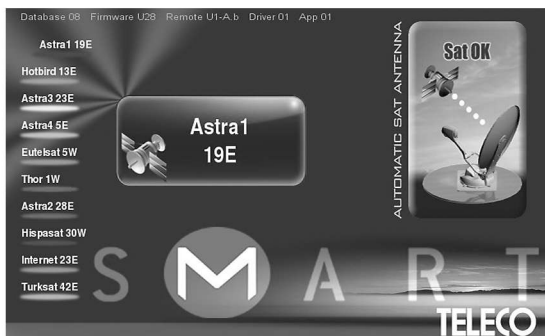 Database 08 Firmware U28 Remote U1-A.b Driver 01 App 01
Astra1 19E
Hotbird 13E
Astra3 23E
Astra4 5E
Eutelsat 5W
Thor 1W
Astra2 28E
Hispasat 30W
Internet 23E
Turksat 42E
Astra1
19E
AUTOMATIC SAT ANTENNA
Sat OK
SMART
TELECO